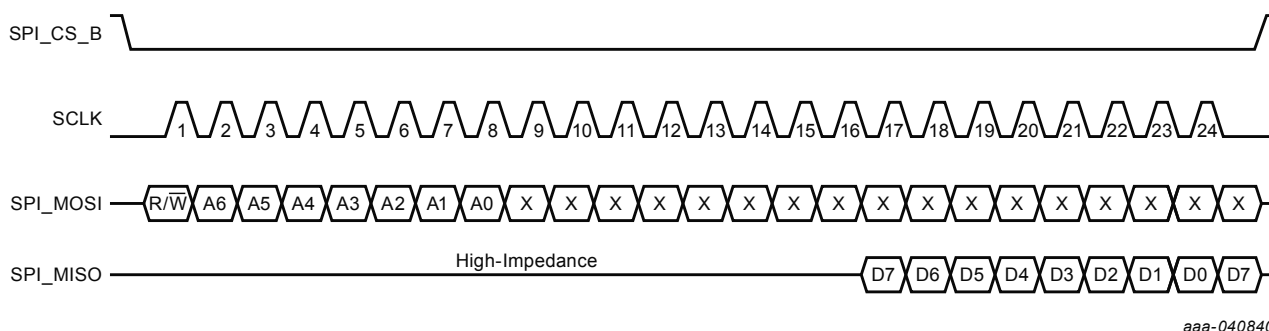 SPI_CS_B
SCLK 1 2 3 4 5 6 7 8 9 10 11 12 13 14 15 16 17 18 19 20 21 22 23 24
SPI_MOSI R/W̅ A6 A5 A4 A3 A2 A1 A0 X X X X X X X X X X X X X X X X X
SPI_MISO High-Impedance D7 D6 D5 D4 D3 D2 D1 D0 D7
aaa-040840